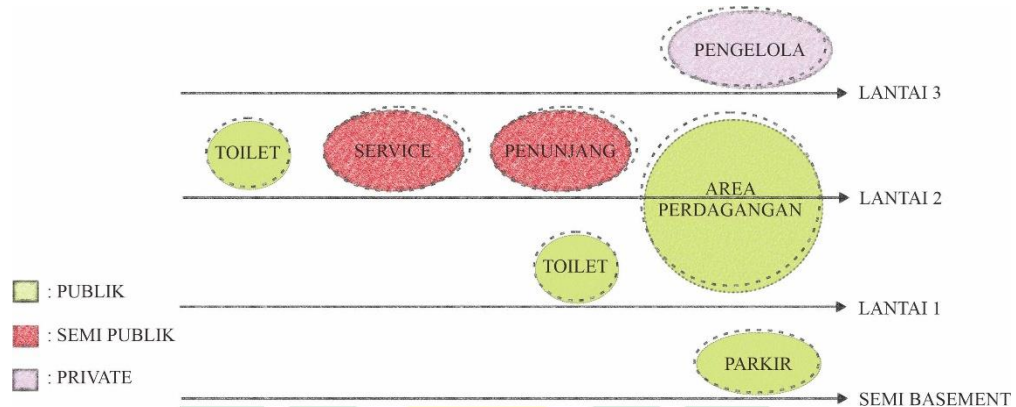 PENGELOLA
LANTAI 3
TOILET
SERVICE
PENUNJANG
AREA
PERDAGANGAN
LANTAI 2
TOILET
: PUBLIK
LANTAI 1
: SEMI PUBLIK
PARKIR
: PRIVATE
SEMI BASEMENT